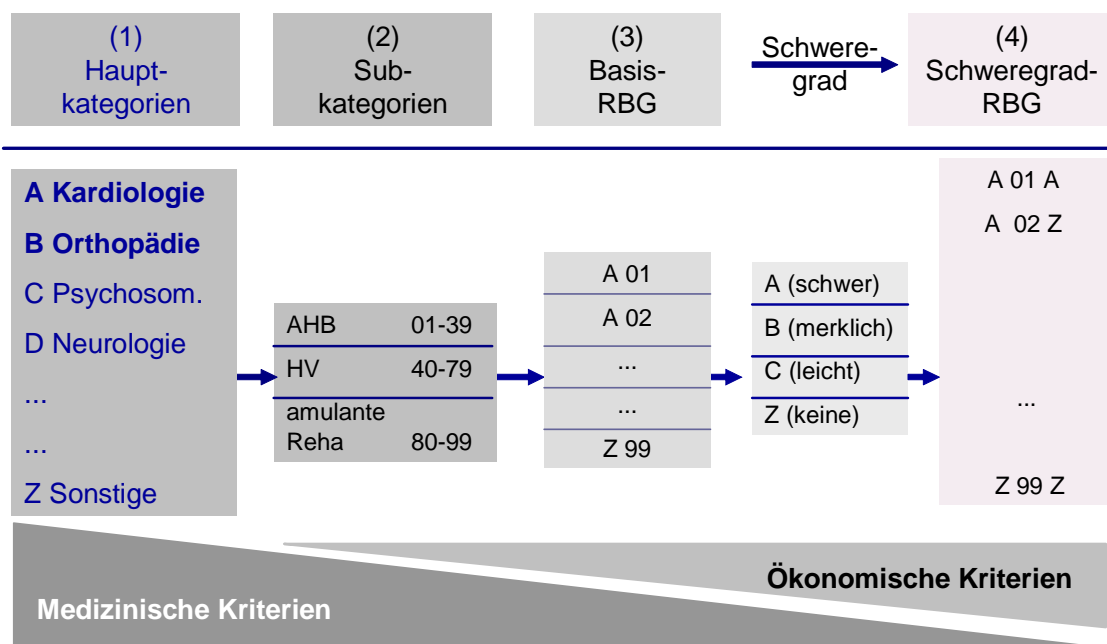 (1)
Haupt-
kategorien
(2)
Sub-
kategorien
(3)
Basis-
RBG
Schwere-
grad
(4)
Schweregrad-
RBG
A Kardiologie
B Orthopädie
C Psychosom.
D Neurologie
...
...
Z Sonstige
AHB 01-39
HV 40-79
amulante
Reha 80-99
A 01
A 02
...
...
Z 99
A (schwer)
B (merklich)
C (leicht)
Z (keine)
A 01 A
A 02 Z
...
Z 99 Z
Ökonomische Kriterien
Medizinische Kriterien